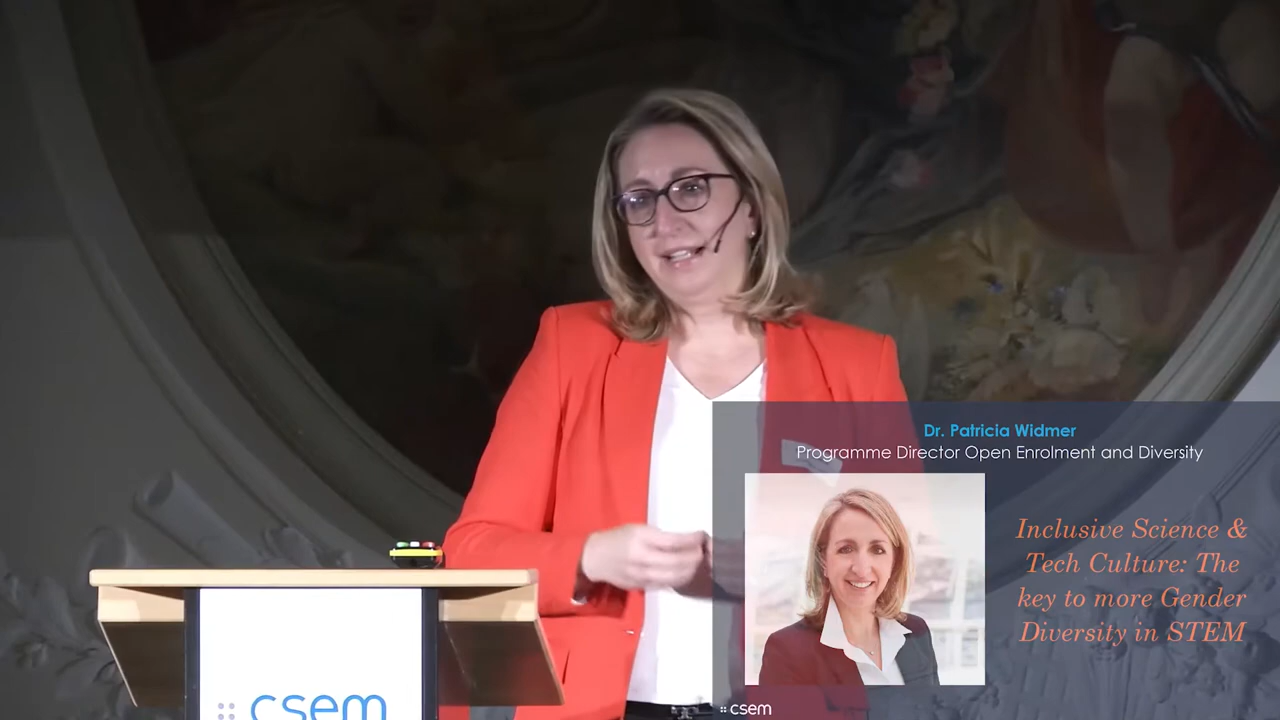 Dr. Patricia Widmer
Programme Director Open Enrolment and Diversity
Inclusive Science &
Tech Culture: The
key to more Gender
Diversity in STEM
csem
csem